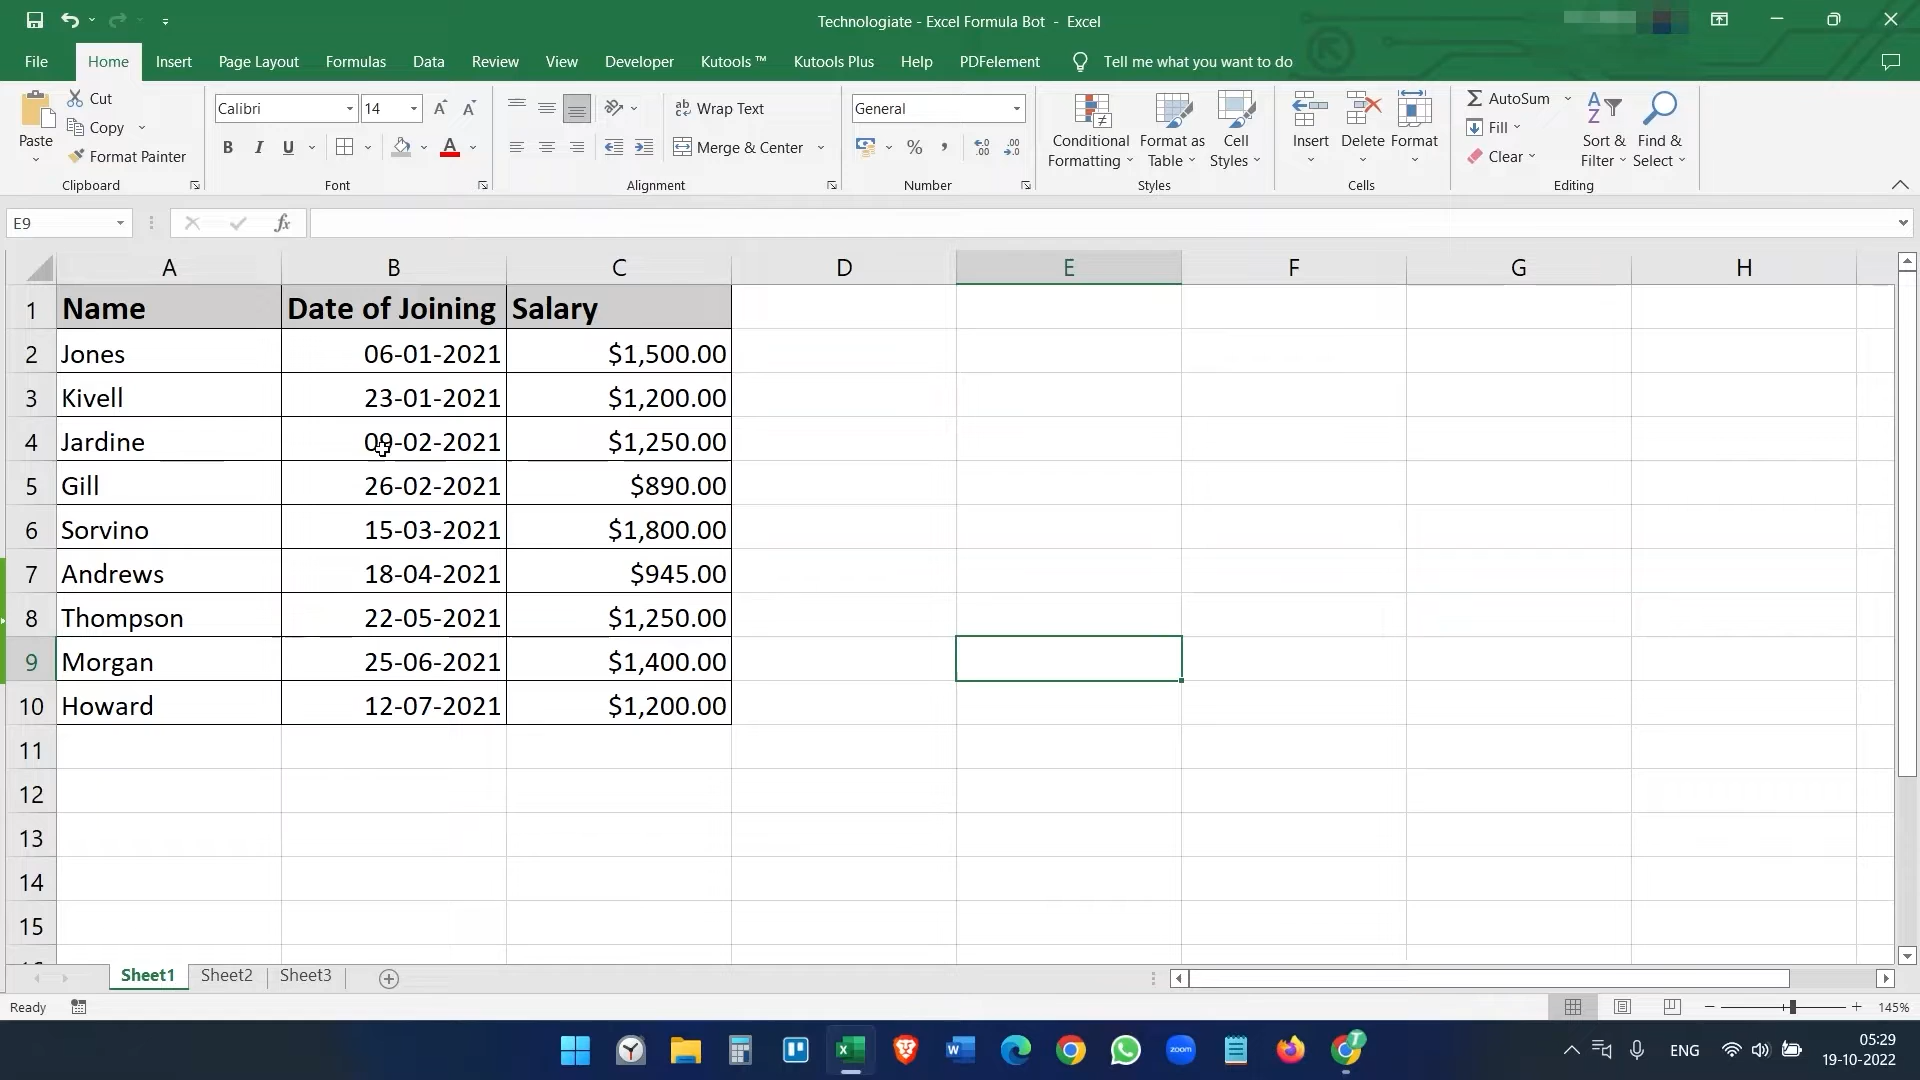 Technologiate - Excel Formula Bot - Excel
File Home Insert Page Layout Formulas Data Review View Developer Kutools ™ Kutools Plus Help PDFelement Tell me what you want to do
Paste
Cut
Copy
Format Painter
Clipboard
Calibri 14
A A
B I U A
Font
ab Wrap Text
Merge & Center
Alignment
General
% , .00 .00
Number
Conditional Formatting
Format as Table
Cell Styles
Styles
Insert Delete Format
Cells
AutoSum
Fill
Clear
Sort & Filter
Find & Select
Editing
E9 fx
A B C D E F G H
1 Name Date of Joining Salary
2 Jones 06-01-2021 $1,500.00
3 Kivell 23-01-2021 $1,200.00
4 Jardine 09-02-2021 $1,250.00
5 Gill 26-02-2021 $890.00
6 Sorvino 15-03-2021 $1,800.00
7 Andrews 18-04-2021 $945.00
8 Thompson 22-05-2021 $1,250.00
9 Morgan 25-06-2021 $1,400.00
10 Howard 12-07-2021 $1,200.00
11
12
13
14
15
Sheet1 Sheet2 Sheet3
Ready 145%
zoom ENG 05:29
19-10-2022